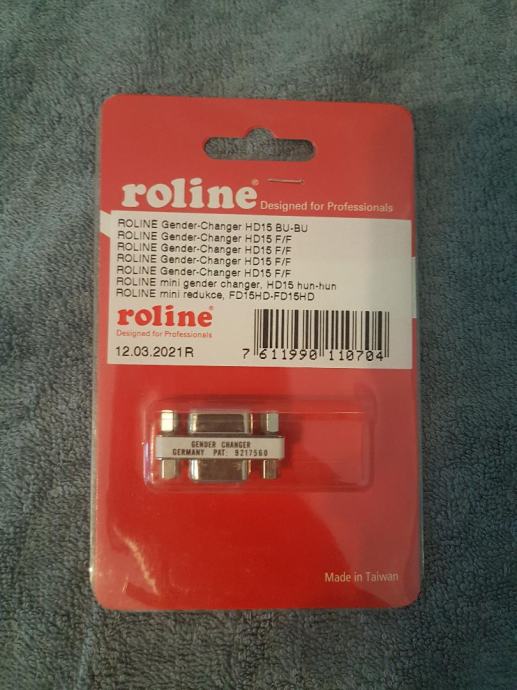 roline®
Designed for Professionals
ROLINE Gender-Changer HD15 BU-BU
ROLINE Gender-Changer HD15 F/F
ROLINE Gender-Changer HD15 F/F
ROLINE Gender-Changer HD15 F/F
ROLINE Gender-Changer HD15 F/F
ROLINE mini gender changer, HD15 hun-hun
ROLINE mini redukce, FD15HD-FD15HD
roline®
Designed for Professionals
12.03.2021R
7 611990 110704
GENDER CHANGER
GERMANY PAT: 9217560
Made in Taiwan